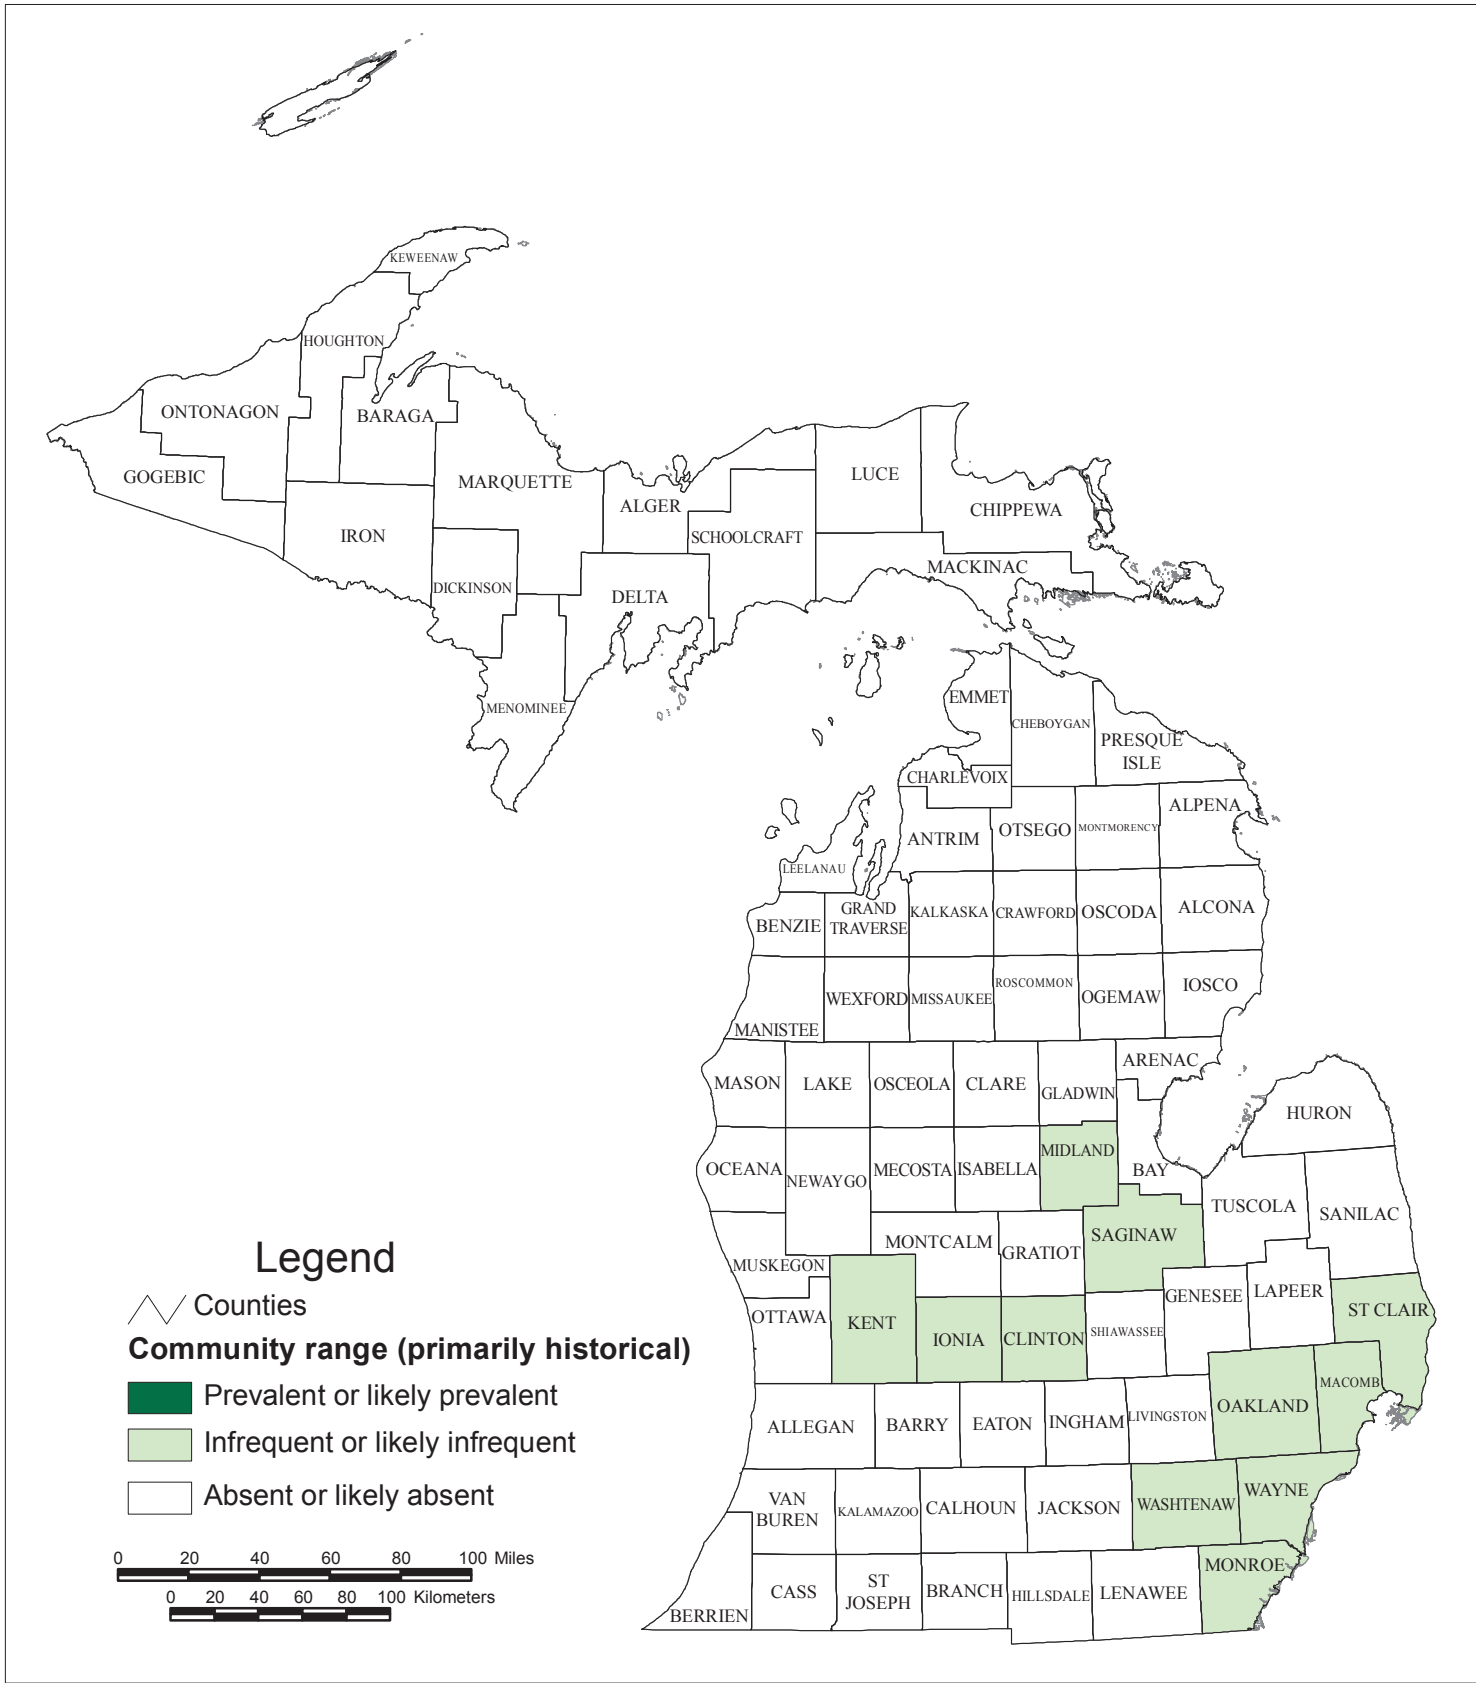 KEWEENAW
HOUGHTON
ONTONAGON
BARAGA
GOGEBIC
MARQUETTE
LUCE
ALGER
CHIPPEWA
IRON
SCHOOLCRAFT
MACKINAC
DICKINSON
DELTA
MENOMINEE
EMMET
CHEBOYGAN
PRESQUE
ISLE
CHARLEVOIX
ALPENA
ANTRIM
OTSEGO
MONTMORENCY
LEELANAU
BENZIE
GRAND
TRAVERSE
KALKASKA
CRAWFORD
OSCODA
ALCONA
MANISTEE
WEXFORD
MISSAUKEE
ROSCOMMON
OGEMAW
IOSCO
ARENAC
MASON
LAKE
OSCEOLA
CLARE
GLADWIN
HURON
OCEANA
NEWAYGO
MECOSTA
ISABELLA
MIDLAND
BAY
TUSCOLA
SANILAC
MUSKEGON
MONTCALM
GRATIOT
SAGINAW
OTTAWA
KENT
IONIA
CLINTON
SHIAWASSEE
GENESEE
LAPEER
ST CLAIR
ALLEGAN
BARRY
EATON
INGHAM
LIVINGSTON
OAKLAND
MACOMB
VAN
BUREN
KALAMAZOO
CALHOUN
JACKSON
WASHTENAW
WAYNE
BERRIEN
CASS
ST
JOSEPH
BRANCH
HILLSDALE
LENAWEE
MONROE
Legend
Counties
Community range (primarily historical)
Prevalent or likely prevalent
Infrequent or likely infrequent
Absent or likely absent
0 20 40 60 80 100 Miles
0 20 40 60 80 100 Kilometers